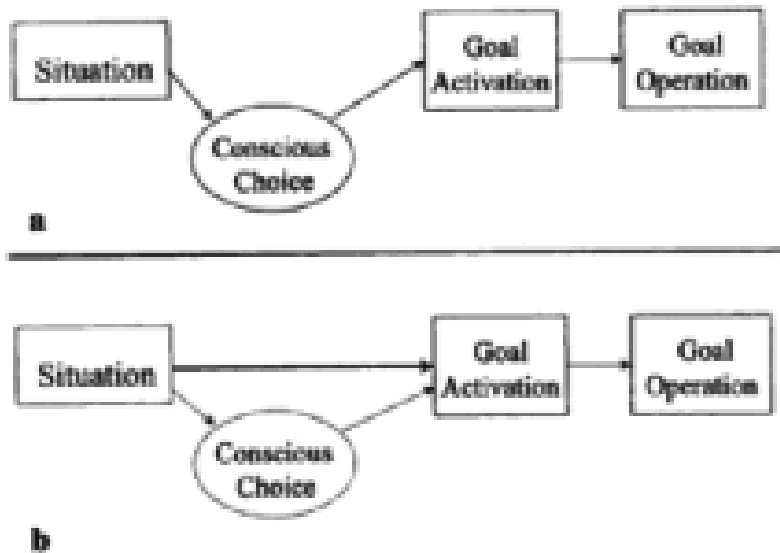 Situation
Conscious
Choice
Goal
Activation
Goal
Operation
a
Situation
Conscious
Choice
Goal
Activation
Goal
Operation
b